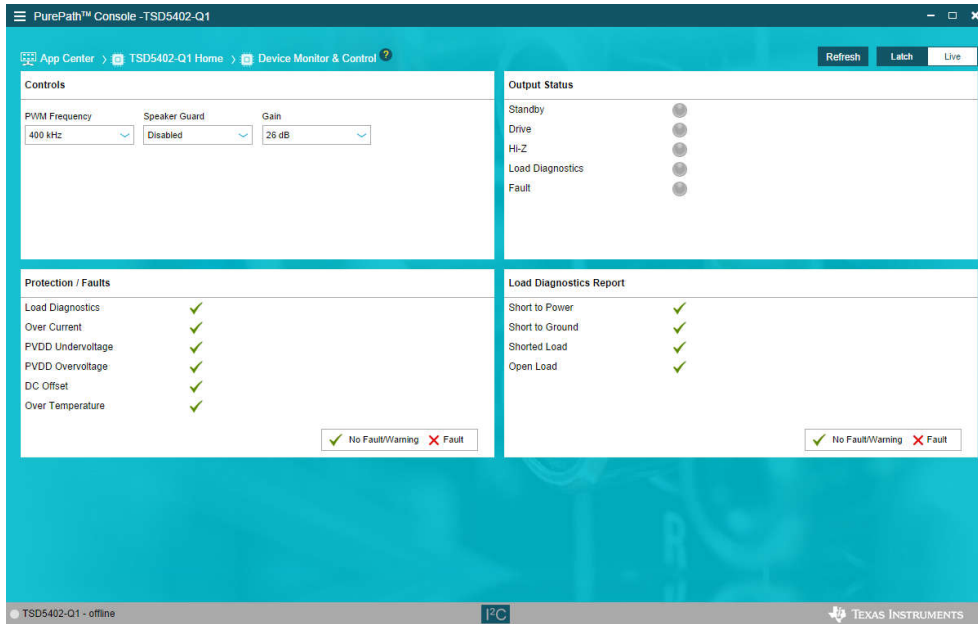 PurePath™ Console -TSD5402-Q1
App Center > TSD5402-Q1 Home > Device Monitor & Control ?
Refresh Latch Live
Controls
PWM Frequency Speaker Guard Gain
400 kHz Disabled 26 dB
Output Status
Standby
Drive
Hi-Z
Load Diagnostics
Fault
Protection / Faults
Load Diagnostics
Over Current
PVDD Undervoltage
PVDD Overvoltage
DC Offset
Over Temperature
No Fault/Warning Fault
Load Diagnostics Report
Short to Power
Short to Ground
Shorted Load
Open Load
No Fault/Warning Fault
TSD5402-Q1 - offline
I²C
TEXAS INSTRUMENTS